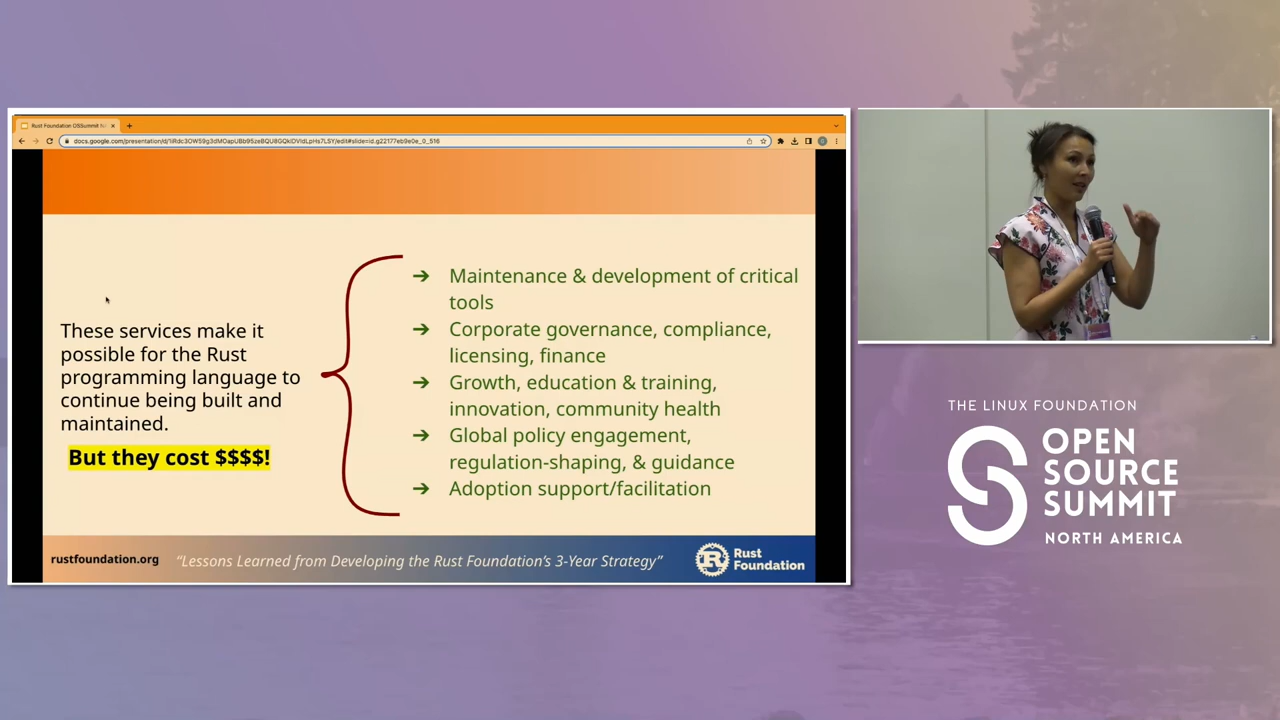 Rust Foundation OSSummit
These services make it
possible for the Rust
programming language to
continue being built and
maintained.
But they cost $$$$!
➔ Maintenance & development of critical
tools
➔ Corporate governance, compliance,
licensing, finance
➔ Growth, education & training,
innovation, community health
➔ Global policy engagement,
regulation-shaping, & guidance
➔ Adoption support/facilitation
rustfoundation.org
“Lessons Learned from Developing the Rust Foundation’s 3-Year Strategy”
Rust
Foundation
THE LINUX FOUNDATION
OPEN
SOURCE
SUMMIT
NORTH AMERICA